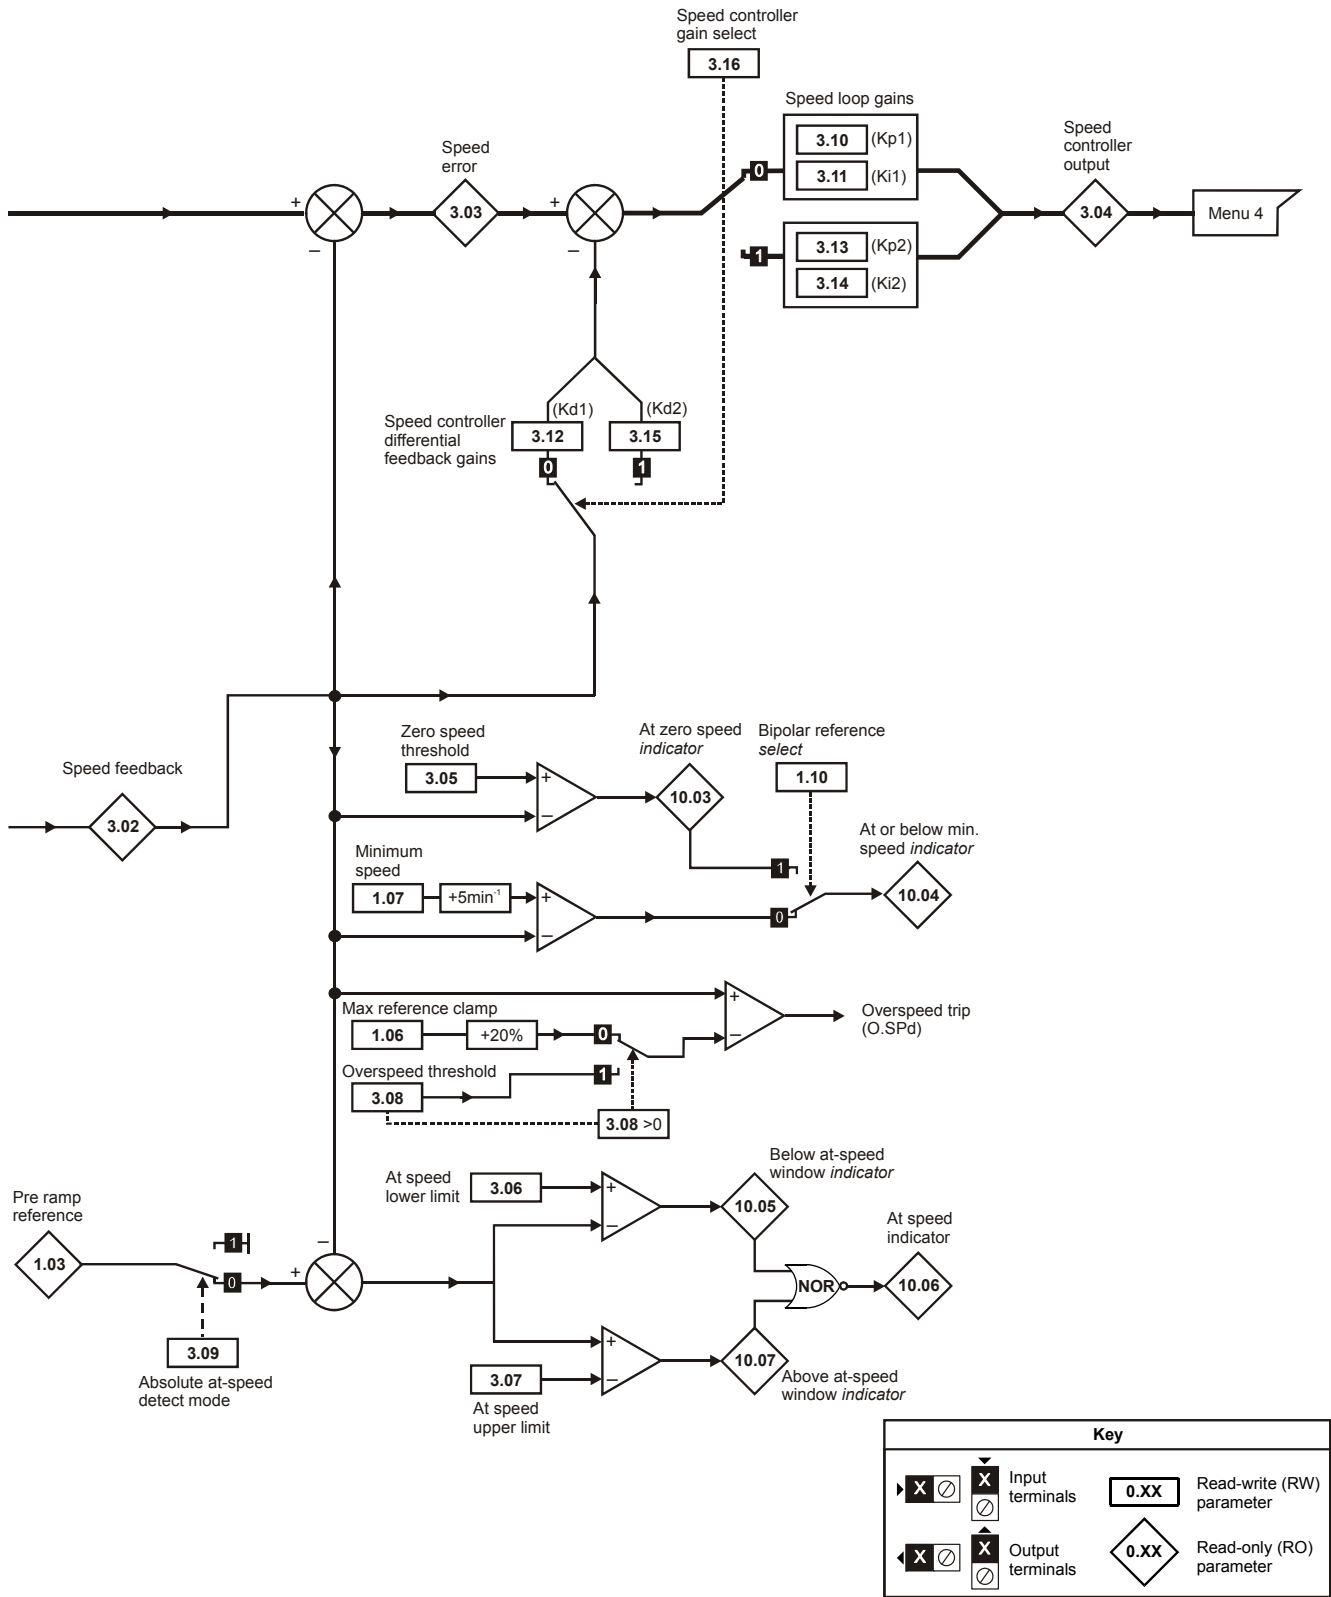 Speed controller
gain select
3.16
Speed loop gains
3.10 (Kp1)
3.11 (Ki1)
0
Speed
error
3.03
+
−
+
−
Speed
controller
output
3.04
Menu 4
1
3.13 (Kp2)
3.14 (Ki2)
Speed controller
differential
feedback gains
(Kd1)
3.12
0
(Kd2)
3.15
1
Speed feedback
3.02
Zero speed
threshold
3.05
+
−
At zero speed
indicator
10.03
Bipolar reference
select
1.10
1
0
At or below min.
speed indicator
10.04
Minimum
speed
1.07
+5min-1
+
−
Max reference clamp
1.06
+20%
0
+
−
Overspeed trip
(O.SPd)
Overspeed threshold
3.08
1
3.08 >0
Pre ramp
reference
1.03
1
0
3.09
Absolute at-speed
detect mode
−
+
At speed
lower limit
3.06
+
−
Below at-speed
window indicator
10.05
NOR
At speed
indicator
10.06
3.07
At speed
upper limit
+
−
10.07
Above at-speed
window indicator
Key
X
X
Input
terminals
0.XX
Read-write (RW)
parameter
X
X
Output
terminals
0.XX
Read-only (RO)
parameter